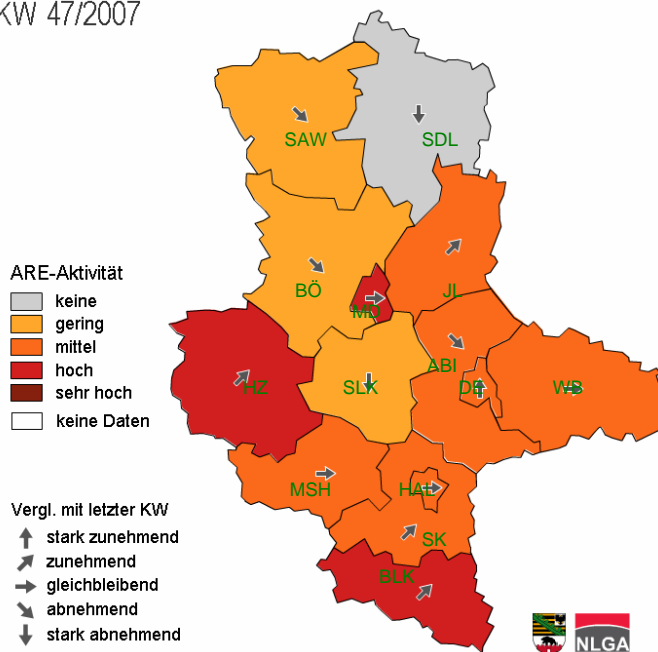 KW 47/2007
SAW
SDL
BÖ
MD
JL
HZ
SLK
ABI
DE
WB
MSH
HAL
SK
BLK
ARE-Aktivität
keine
gering
mittel
hoch
sehr hoch
keine Daten
Vergl. mit letzter KW
stark zunehmend
zunehmend
gleichbleibend
abnehmend
stark abnehmend
NLGA